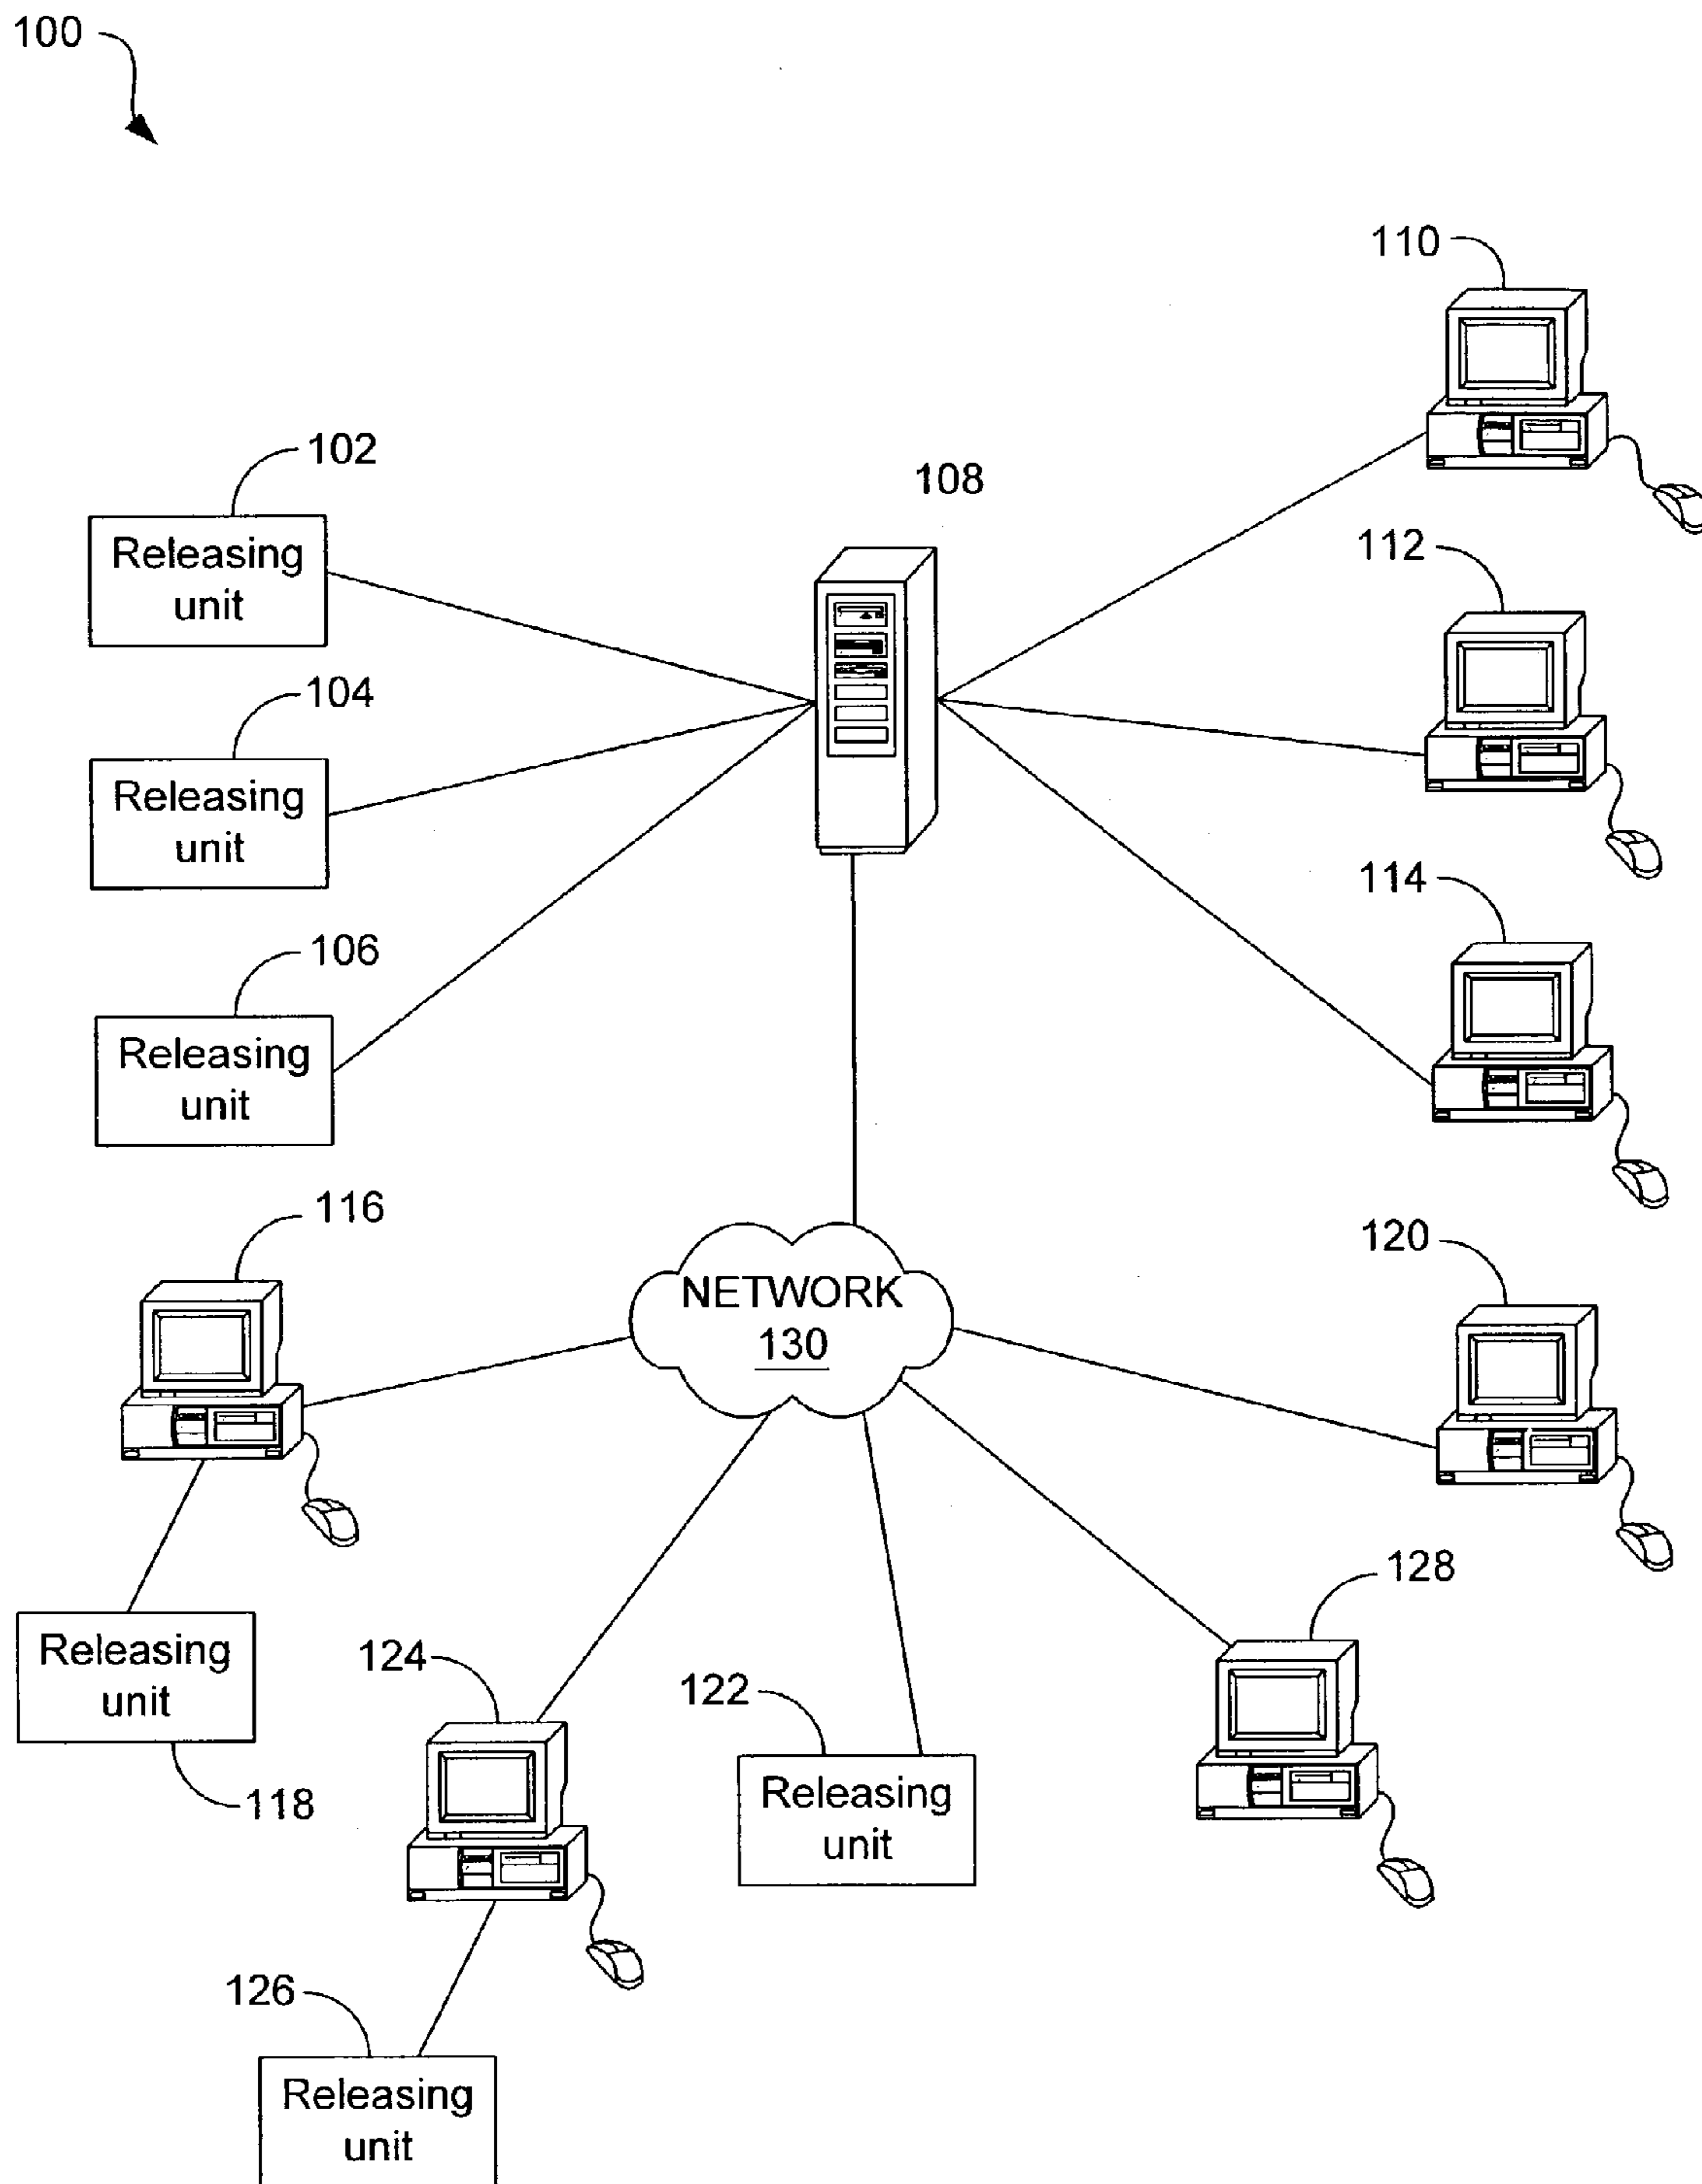 100
110
102
108
Releasing
unit
112
104
Releasing
unit
114
106
Releasing
unit
116
120
NETWORK
130
128
Releasing
unit
124
122
118
Releasing
unit
126
Releasing
unit